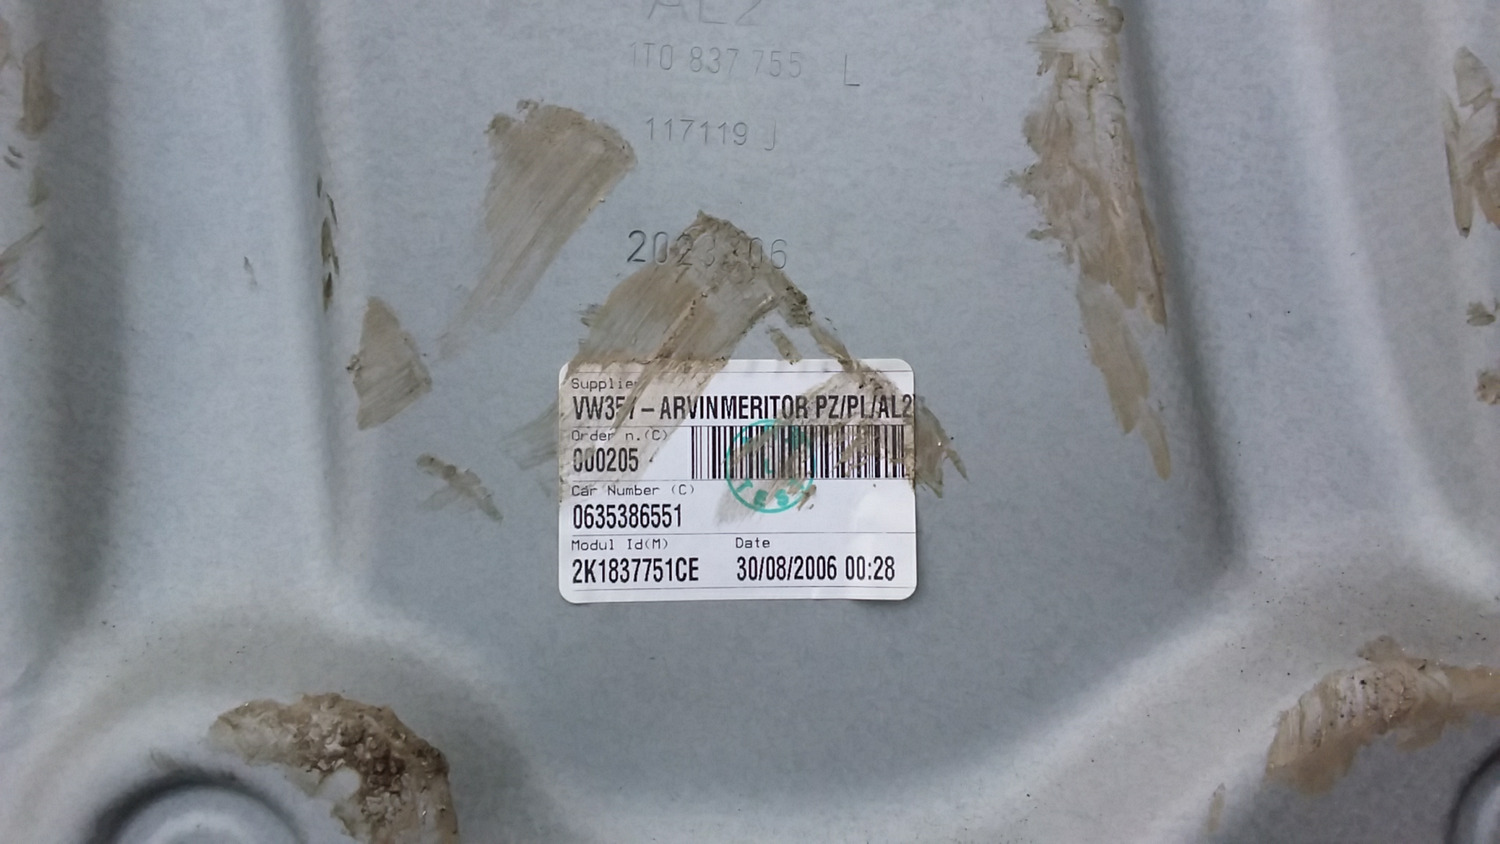 AL2
1T0 837 755 L
117119 J
Supplier
VW357 - ARVINMERITOR PZ/PL/AL2
Order n.(C)
000205
TEST
Car Number (C)
0635386551
Modul Id(M) Date
2K1837751CE 30/08/2006 00:28